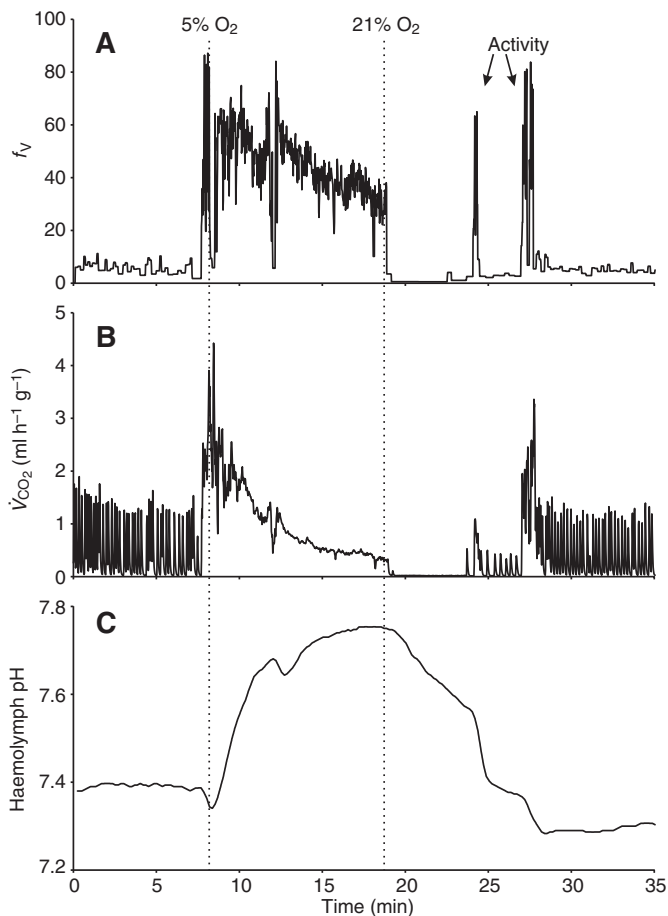 5% O₂ 21% O₂
A
Activity
100
80
60
40
20
0
fV
B
5
4
3
2
1
0
V̇CO₂ (ml h⁻¹ g⁻¹)
C
7.8
7.6
7.4
7.2
Haemolymph pH
0 5 10 15 20 25 30 35
Time (min)